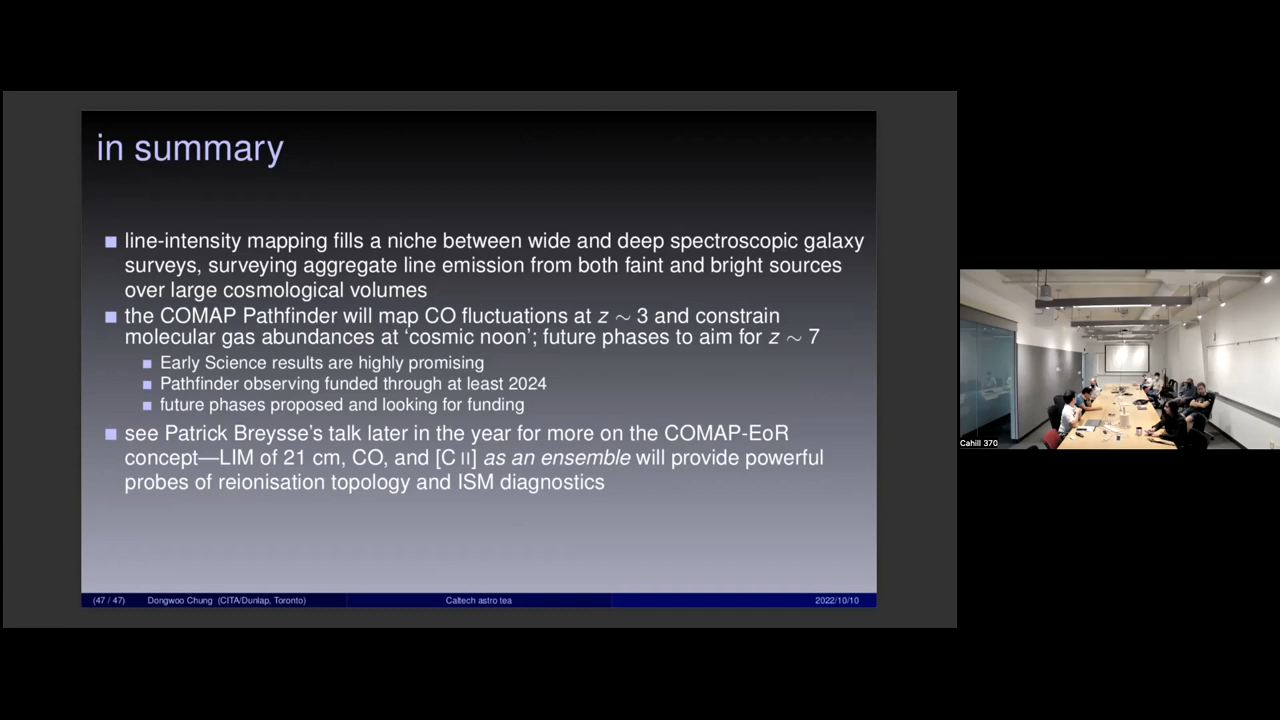 in summary
line-intensity mapping fills a niche between wide and deep spectroscopic galaxy
surveys, surveying aggregate line emission from both faint and bright sources
over large cosmological volumes
the COMAP Pathfinder will map CO fluctuations at z ∼ 3 and constrain
molecular gas abundances at ‘cosmic noon’; future phases to aim for z ∼ 7
Early Science results are highly promising
Pathfinder observing funded through at least 2024
future phases proposed and looking for funding
see Patrick Breysse’s talk later in the year for more on the COMAP-EoR
concept—LIM of 21 cm, CO, and [C II] as an ensemble will provide powerful
probes of reionisation topology and ISM diagnostics
(47 / 47) Dongwoo Chung (CITA/Dunlap, Toronto) Caltech astro tea 2022/10/10
Cahill 370